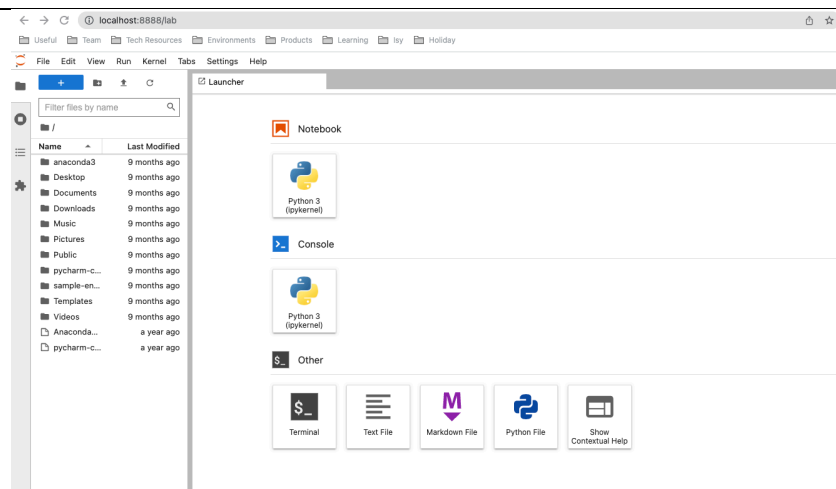 localhost:8888/lab
Useful Team Tech Resources Environments Products Learning Isy Holiday
File Edit View Run Kernel Tabs Settings Help
Launcher
Filter files by name
/
Name Last Modified
anaconda3 9 months ago
Desktop 9 months ago
Documents 9 months ago
Downloads 9 months ago
Music 9 months ago
Pictures 9 months ago
Public 9 months ago
pycharm-c... 9 months ago
sample-en... 9 months ago
Templates 9 months ago
Videos 9 months ago
Anaconda... a year ago
pycharm-c... a year ago
Notebook
Python 3
(ipykernel)
Console
Python 3
(ipykernel)
$_ Other
$_
M
Terminal Text File Markdown File Python File Show
Contextual Help